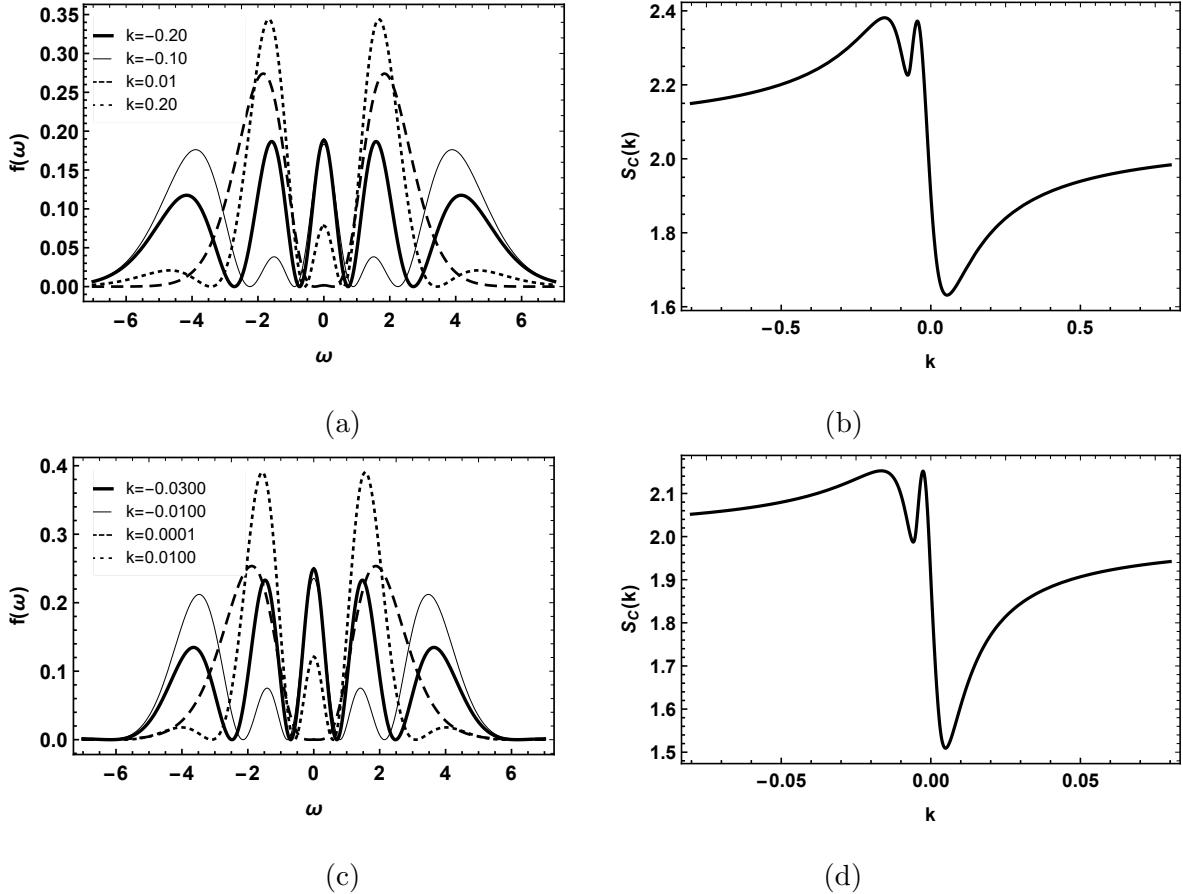 0.35
0.30
0.25
0.20
0.15
0.10
0.05
0.00
f(ω)
k=−0.20
k=−0.10
k=0.01
k=0.20
−6 −4 −2 0 2 4 6
ω
(a)
2.4
2.2
2.0
1.8
1.6
S_C(k)
−0.5 0.0 0.5
k
(b)
0.4
0.3
0.2
0.1
0.0
f(ω)
k=−0.0300
k=−0.0100
k=0.0001
k=0.0100
−6 −4 −2 0 2 4 6
ω
(c)
2.1
2.0
1.9
1.8
1.7
1.6
1.5
S_C(k)
−0.05 0.00 0.05
k
(d)